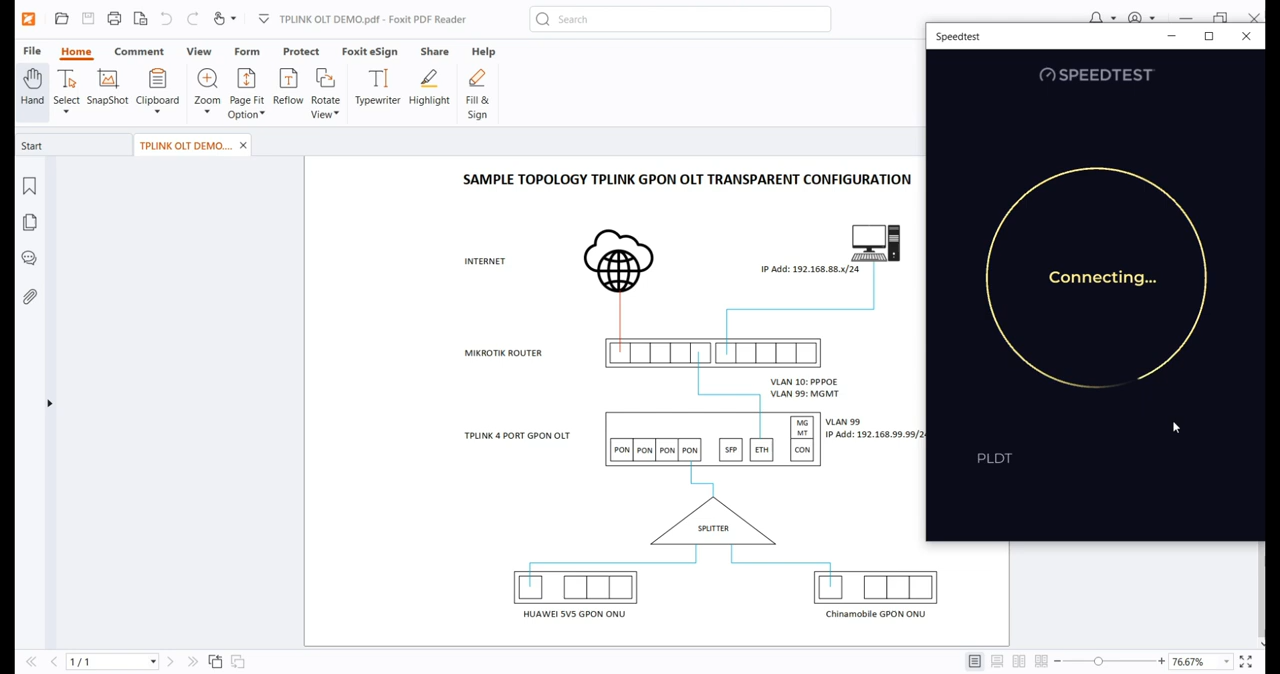 TPLINK OLT DEMO.pdf - Foxit PDF Reader
Search
File Home Comment View Form Protect Foxit eSign Share Help
Hand Select SnapShot Clipboard Zoom Page Fit Option Reflow Rotate View Typewriter Highlight Fill & Sign
Start
TPLINK OLT DEMO....
SAMPLE TOPOLOGY TPLINK GPON OLT TRANSPARENT CONFIGURATION
INTERNET
IP Add: 192.168.88.x/24
MIKROTIK ROUTER
VLAN 10: PPPOE
VLAN 99: MGMT
TPLINK 4 PORT GPON OLT
PON PON PON PON SFP ETH
MG
MT
CON
VLAN 99
IP Add: 192.168.99.99/24
SPLITTER
HUAWEI 5V5 GPON ONU
Chinamobile GPON ONU
1 / 1
76.67%
Speedtest
SPEEDTEST
Connecting...
PLDT